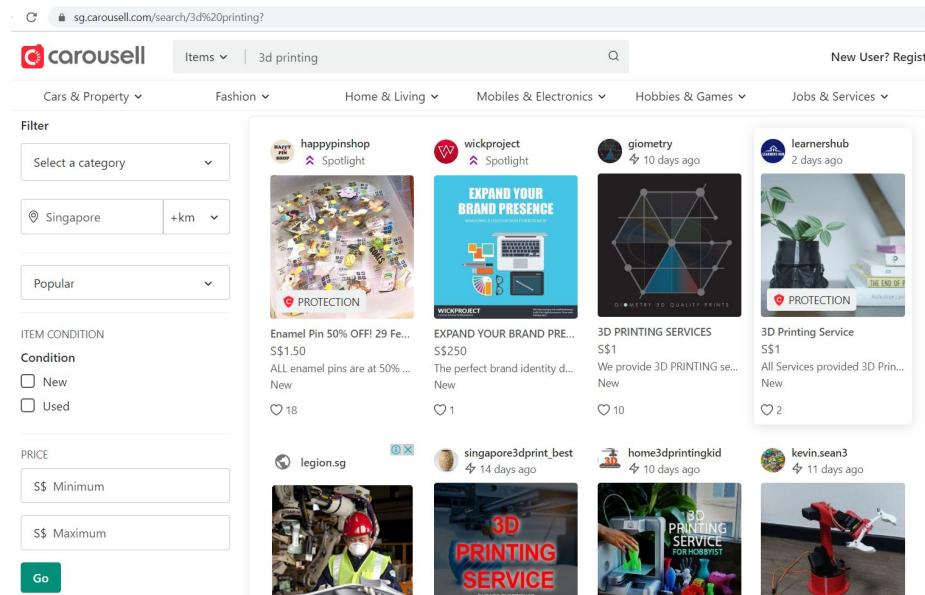 sg.carousell.com/search/3d%20printing?
carousell
Items
3d printing
New User? Regist
Cars & Property
Fashion
Home & Living
Mobiles & Electronics
Hobbies & Games
Jobs & Services
Filter
Select a category
Singapore
+km
Popular
ITEM CONDITION
Condition
New
Used
PRICE
S$ Minimum
S$ Maximum
Go
HAPPY
PIN
SHOP
happypinshop
Spotlight
PROTECTION
Enamel Pin 50% OFF! 29 Fe...
S$1.50
ALL enamel pins are at 50% ...
New
18
wickproject
Spotlight
EXPAND YOUR
BRAND PRESENCE
WICKPROJECT
EXPAND YOUR BRAND PRE...
S$250
The perfect brand identity d...
New
1
giometry
10 days ago
GIOMETRY 3D QUALITY PRINTS
3D PRINTING SERVICES
S$1
We provide 3D PRINTING se...
New
10
learnershub
2 days ago
THE END OF
PROTECTION
3D Printing Service
S$1
All Services provided 3D Prin...
New
2
legion.sg
singapore3dprint_best
14 days ago
3D
PRINTING
SERVICE
home3dprintingkid
10 days ago
3D
PRINTING
SERVICE
FOR HOBBYIST
kevin.sean3
11 days ago